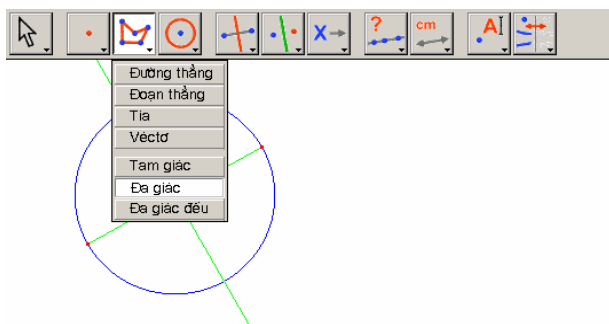 ?
cm
A
X
Đường thẳng
Đoạn thẳng
Tia
Véctơ
Tam giác
Đa giác
Đa giác đều